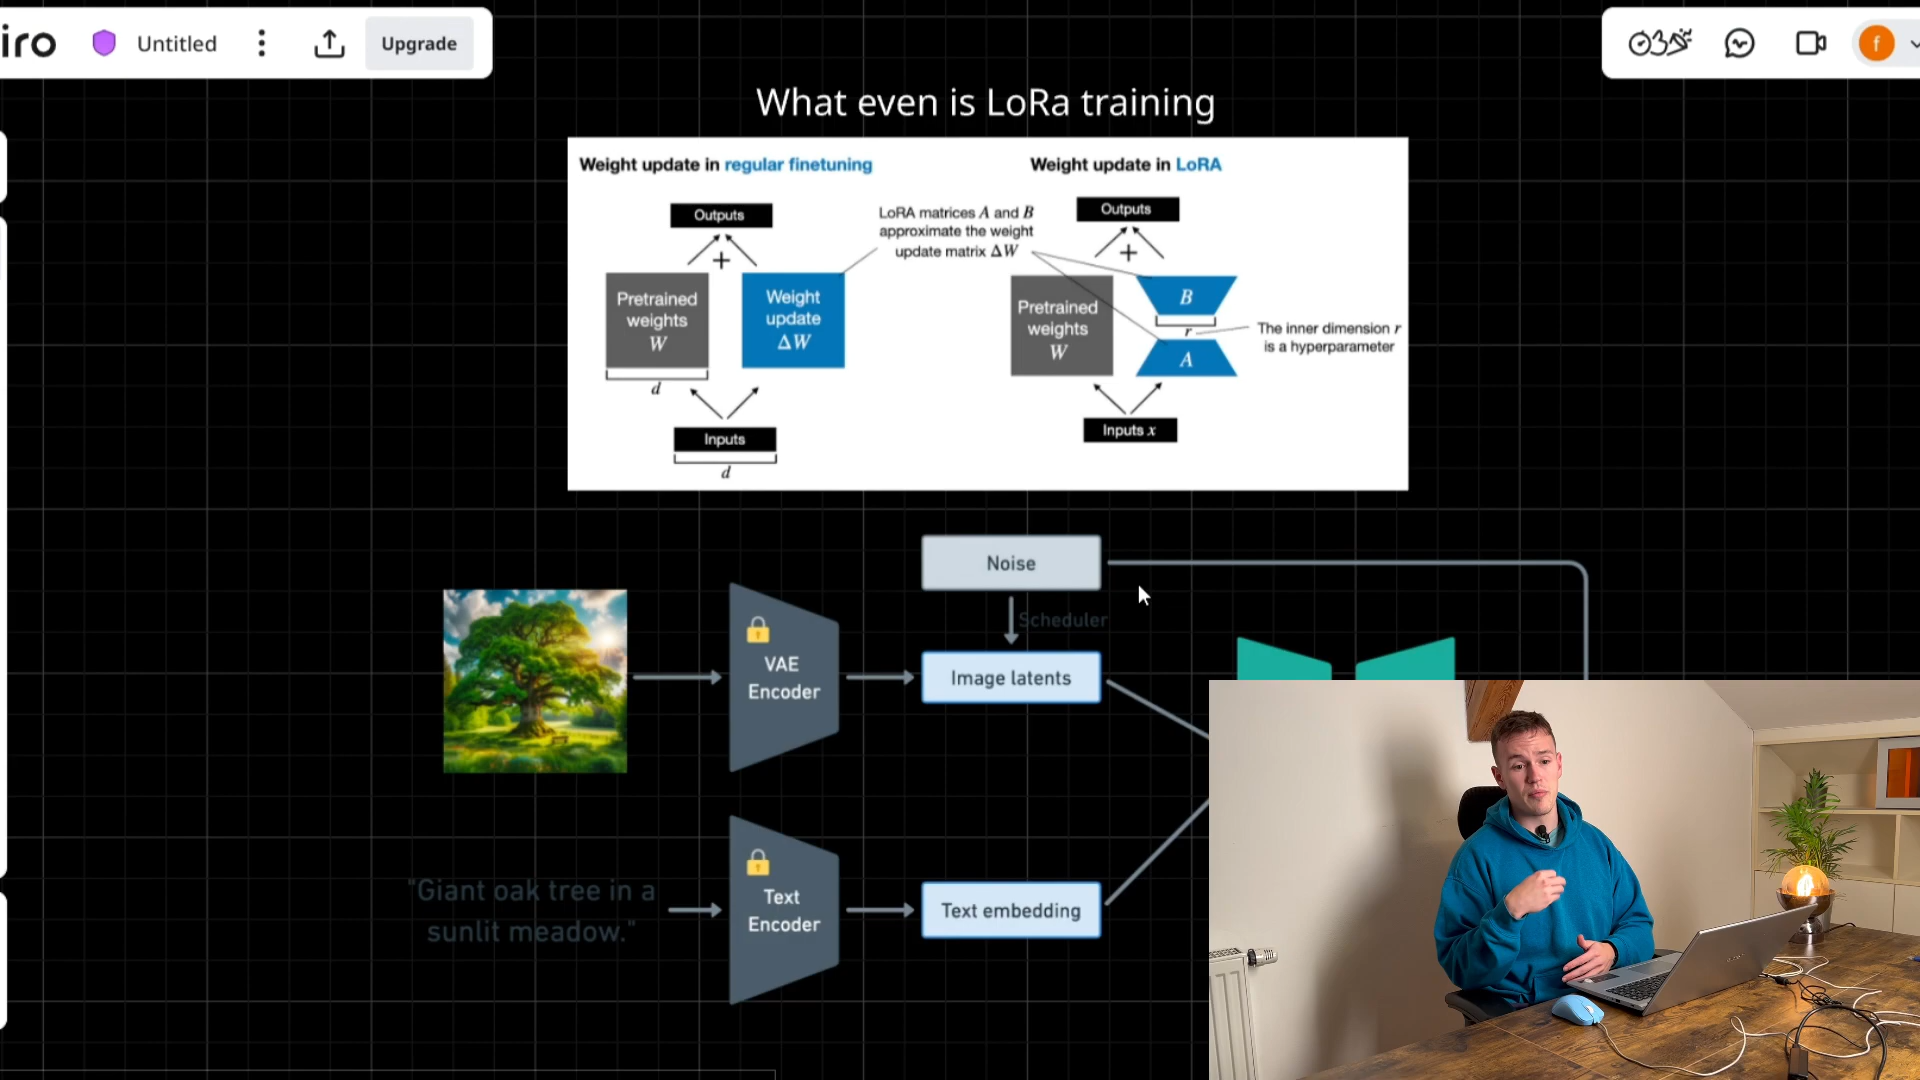 iro
Untitled
Upgrade
f
What even is LoRa training
Weight update in regular finetuning
Weight update in LoRA
Outputs
LoRA matrices A and B
approximate the weight
update matrix ΔW
Outputs
+
+
Pretrained
weights
W
Weight
update
ΔW
Pretrained
weights
W
B
r
A
The inner dimension r
is a hyperparameter
d
Inputs
d
Inputs x
Noise
Scheduler
VAE
Encoder
Image latents
"Giant oak tree in a
sunlit meadow."
Text
Encoder
Text embedding